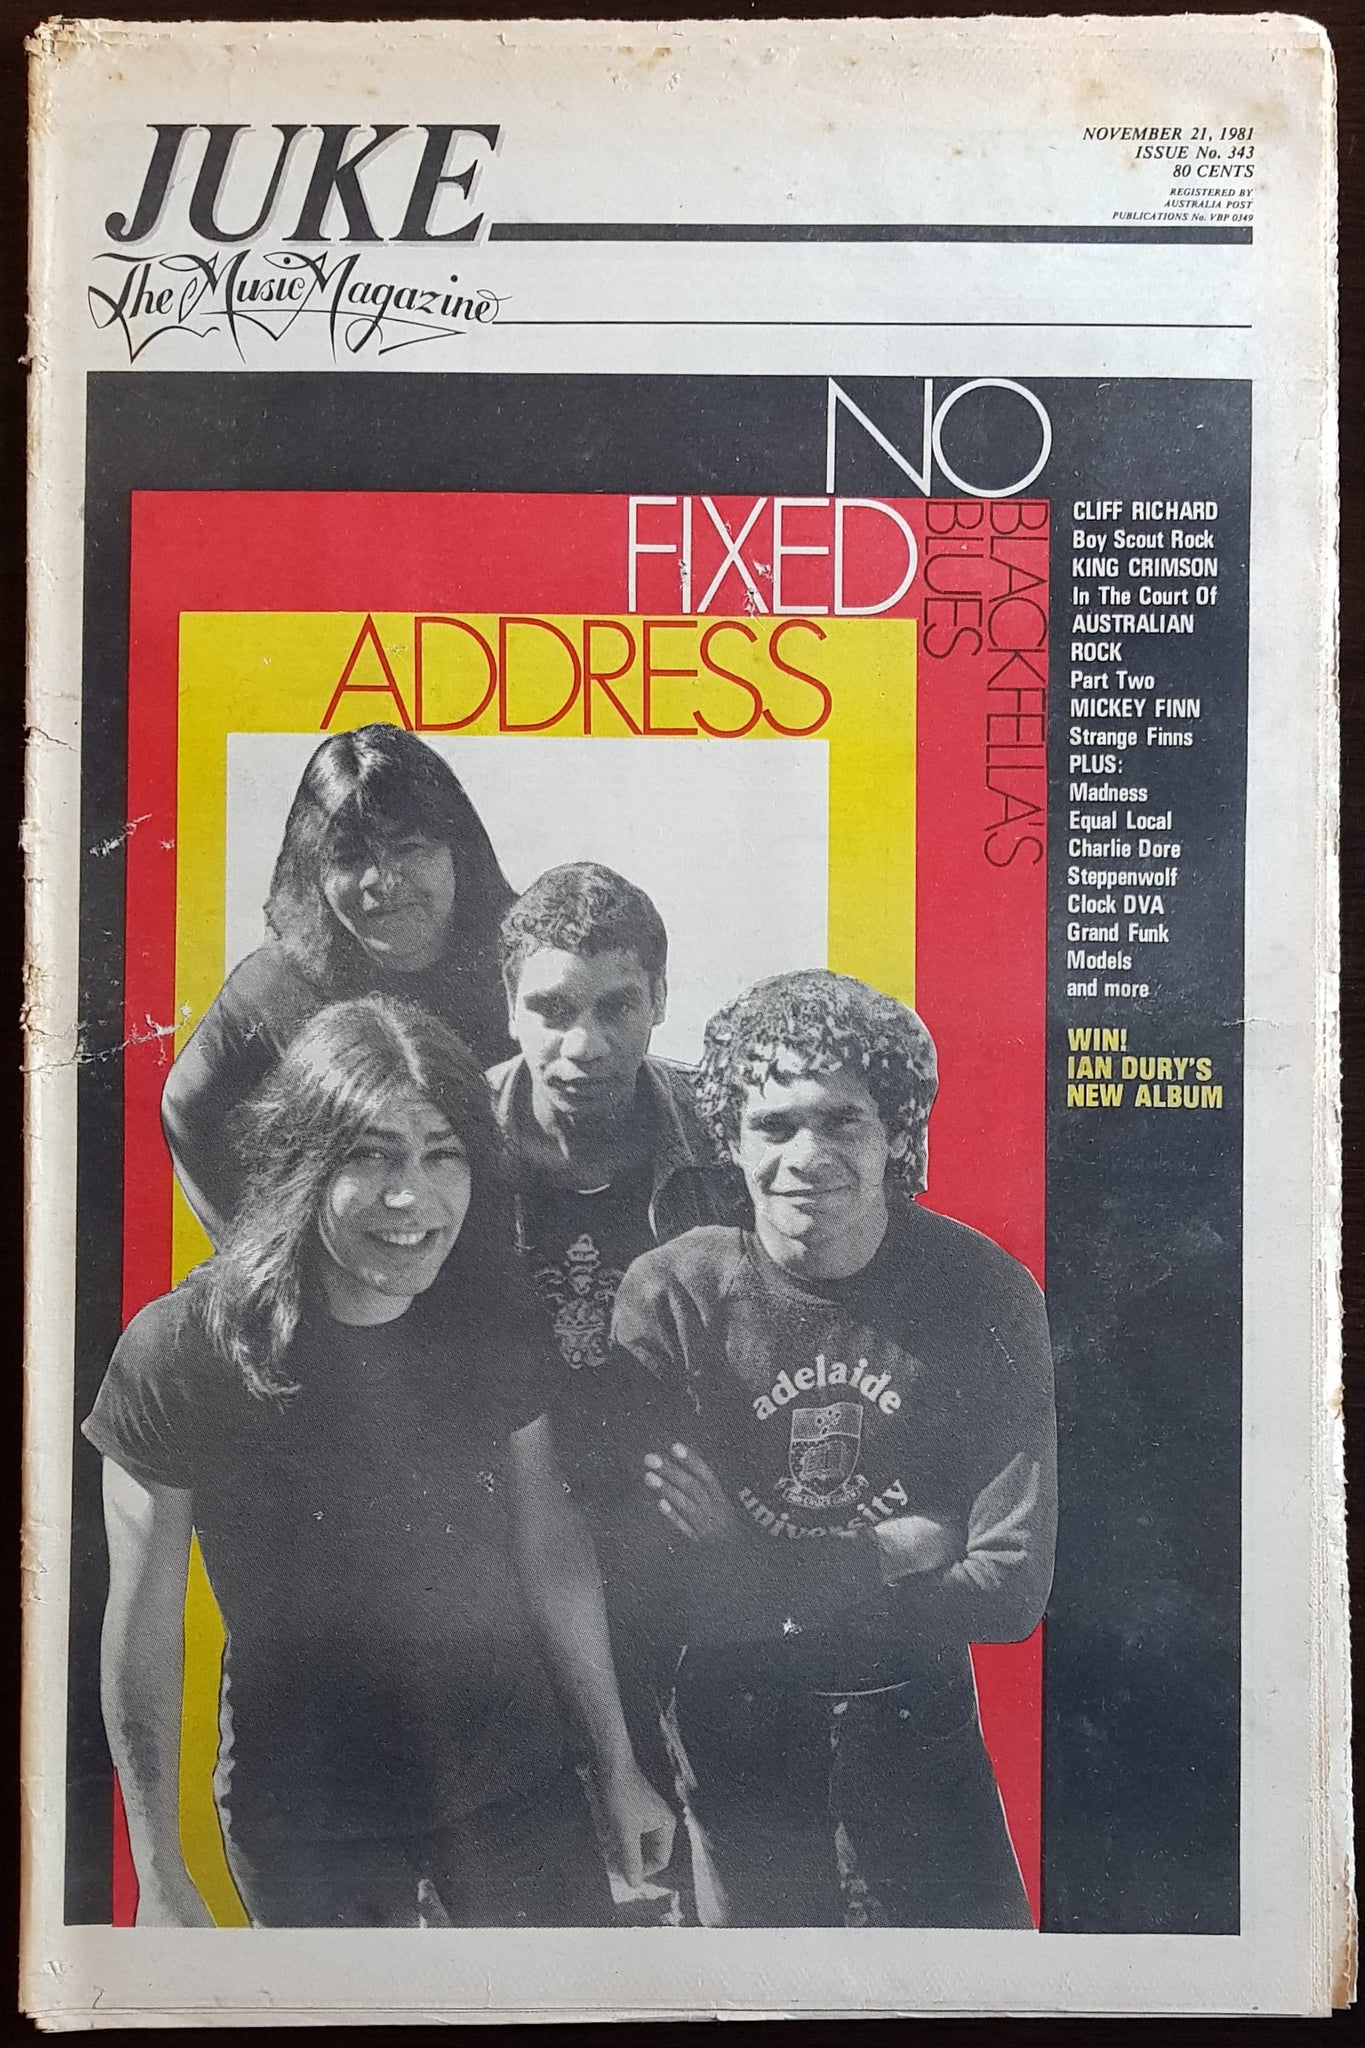 JUKE
The Music Magazine
NOVEMBER 21, 1981
ISSUE No. 343
80 CENTS
REGISTERED BY
AUSTRALIA POST
PUBLICATIONS No. VBP 0349
NO
FIXED
ADDRESS
BLACKFELLA'S
BLUES
CLIFF RICHARD
Boy Scout Rock
KING CRIMSON
In The Court Of
AUSTRALIAN
ROCK
Part Two
MICKEY FINN
Strange Finns
PLUS:
Madness
Equal Local
Charlie Dore
Steppenwolf
Clock DVA
Grand Funk
Models
and more
WIN!
IAN DURY'S
NEW ALBUM
adelaide
university